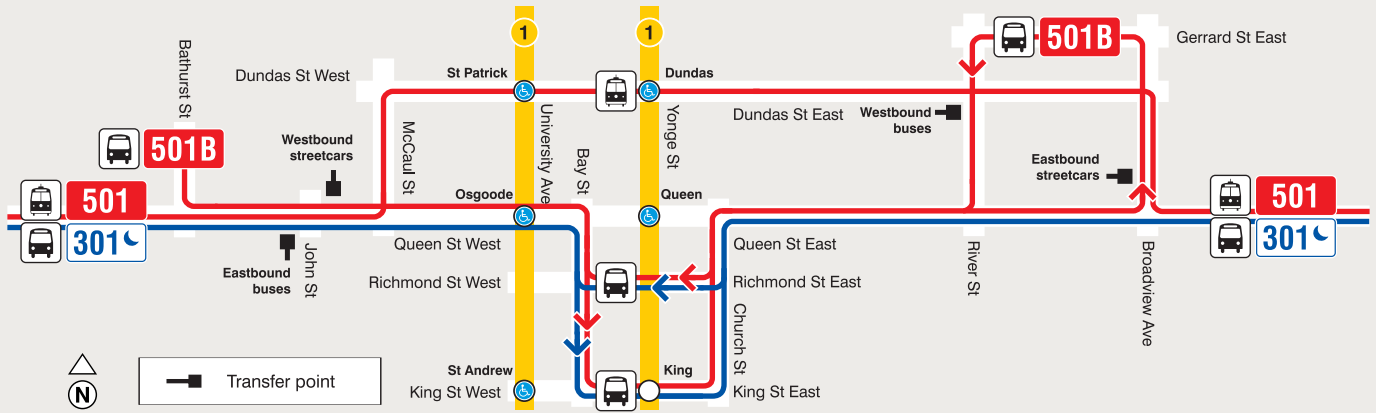 1
1
501B
Gerrard St East
Bathurst St
Dundas St West
St Patrick
Dundas
Dundas St East
Westbound
buses
Westbound
streetcars
501B
McCaul St
University Ave
Bay St
Yonge St
Eastbound
streetcars
501
Osgoode
Queen
501
301
Queen St West
Queen St East
301
Eastbound
buses
John St
Richmond St West
Richmond St East
River St
Broadview Ave
Church St
St Andrew
King
King St West
King St East
N
Transfer point